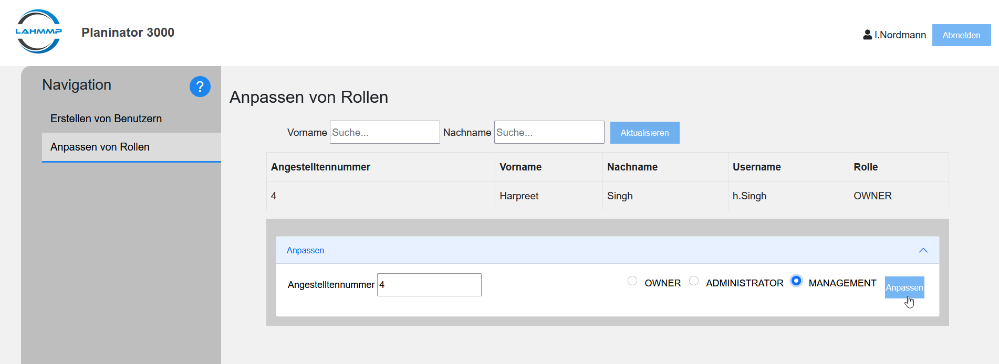 LAHMMP
Planinator 3000
I.Nordmann
Abmelden
Navigation
?
Erstellen von Benutzern
Anpassen von Rollen
Anpassen von Rollen
Vorname Suche... Nachname Suche... Aktualisieren
Angestelltennummer Vorname Nachname Username Rolle
4 Harpreet Singh h.Singh OWNER
Anpassen
Angestelltennummer 4 OWNER ADMINISTRATOR MANAGEMENT Anpassen